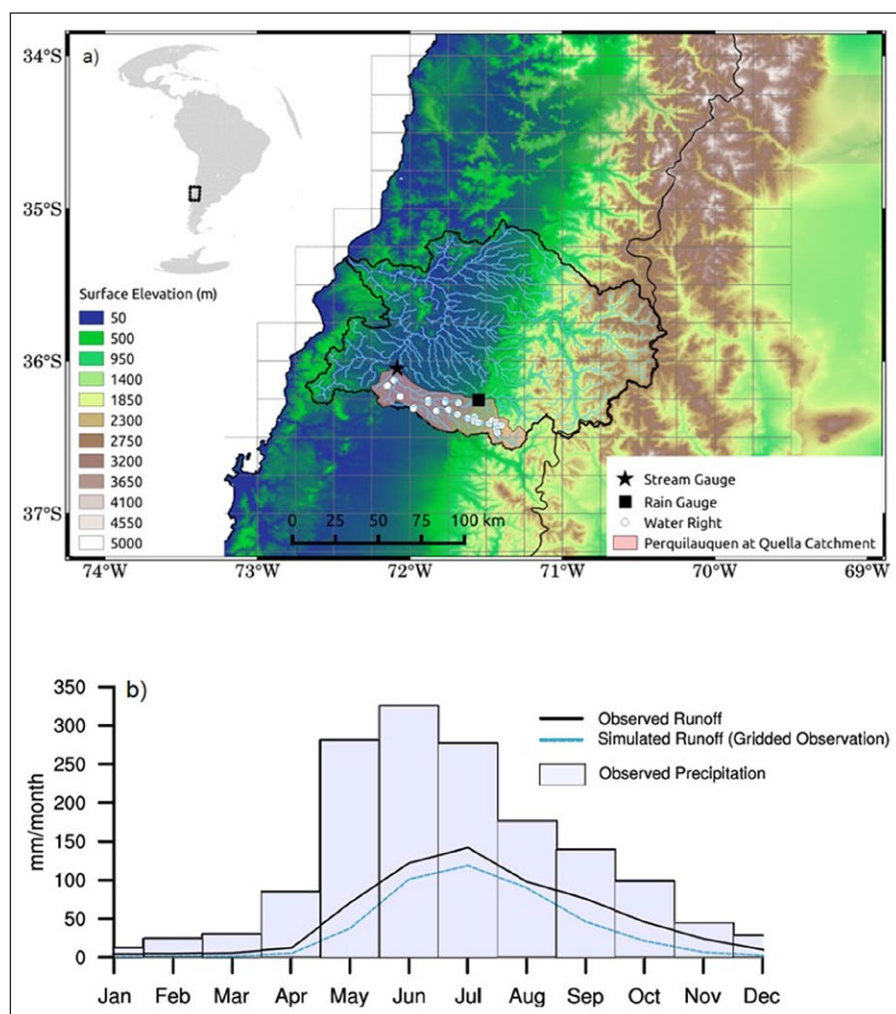 a)
34°S
35°S
36°S
37°S
Surface Elevation (m)
50
500
950
1400
1850
2300
2750
3200
3650
4100
4550
5000
0 25 50 75 100 km
Stream Gauge
Rain Gauge
Water Right
Perquilauquen at Quella Catchment
74°W 73°W 72°W 71°W 70°W 69°W
b)
mm/month
350
300
250
200
150
100
50
0
Observed Runoff
Simulated Runoff (Gridded Observation)
Observed Precipitation
Jan Feb Mar Apr May Jun Jul Aug Sep Oct Nov Dec